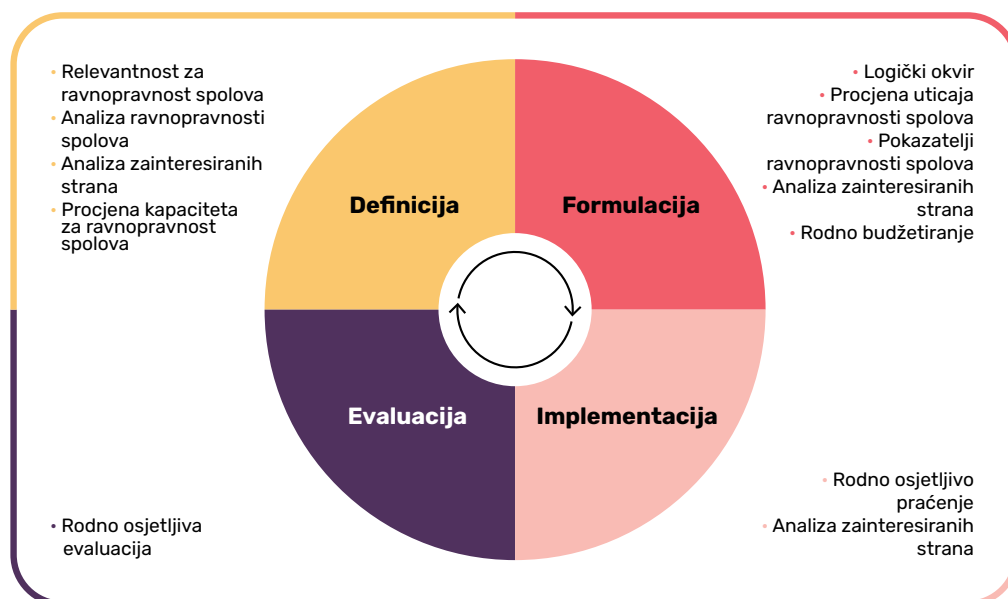 • Relevantnost za
ravnopravnost spolova
• Analiza ravnopravnosti
spolova
• Analiza zainteresiranih
strana
• Procjena kapaciteta
za ravnopravnost
spolova
• Logički okvir
• Procjena uticaja
ravnopravnosti spolova
• Pokazatelji
ravnopravnosti spolova
• Analiza zainteresiranih
strana
• Rodno budžetiranje
Definicija
Formulacija
Evaluacija
Implementacija
• Rodno osjetljiva
evaluacija
• Rodno osjetljivo
praćenje
• Analiza zainteresiranih
strana